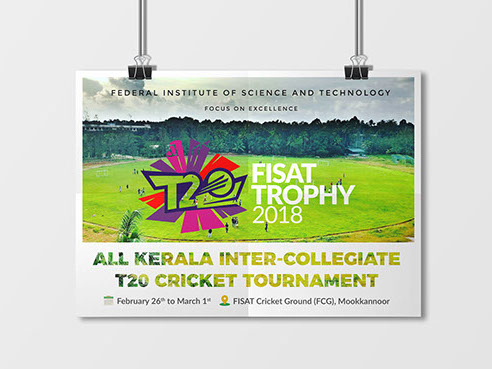 FEDERAL INSTITUTE OF SCIENCE AND TECHNOLOGY
FOCUS ON EXCELLENCE
T20
FISAT
TROPHY
2018
ALL KERALA INTER-COLLEGIATE
T20 CRICKET TOURNAMENT
February 26th to March 1st FISAT Cricket Ground (FCG), Mookkannoor